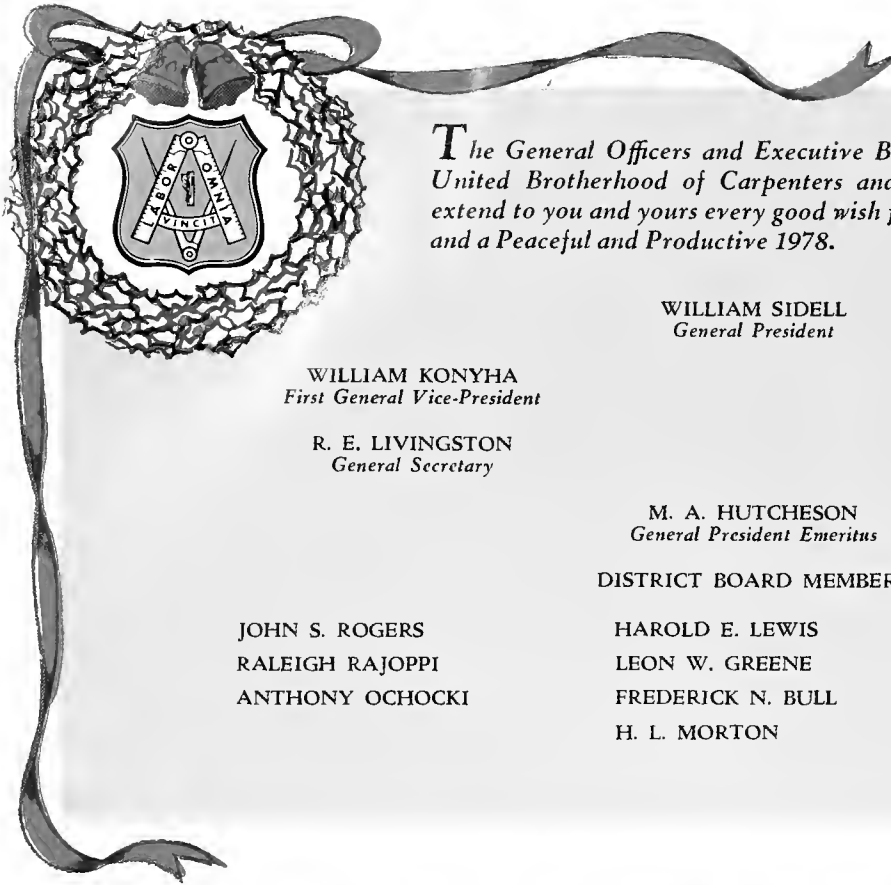 LABOR OMNIA
VINCIT
The General Officers and Executive B
United Brotherhood of Carpenters and
extend to you and yours every good wish
and a Peaceful and Productive 1978.
WILLIAM SIDELL
General President
WILLIAM KONYHA
First General Vice-President
R. E. LIVINGSTON
General Secretary
M. A. HUTCHESON
General President Emeritus
DISTRICT BOARD MEMBER
JOHN S. ROGERS
HAROLD E. LEWIS
RALEIGH RAJOPPI
LEON W. GREENE
ANTHONY OCHOCKI
FREDERICK N. BULL
H. L. MORTON